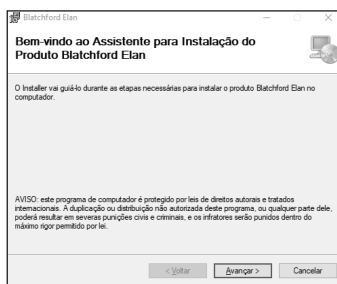 Blatchford Elan
Bem-vindo ao Assistente para Instalação do
Produto Blatchford Elan
O Installer vai guiá-lo durante as etapas necessárias para instalar o produto Blatchford Elan no
computador.
AVISO: este programa de computador é protegido por leis de direitos autorais e tratados
internacionais. A duplicação ou distribuição não autorizada deste programa, ou qualquer parte dele,
poderá resultar em severas punições civis e criminais, e os infratores serão punidos dentro do
máximo rigor permitido por lei.
< Voltar Avançar > Cancelar